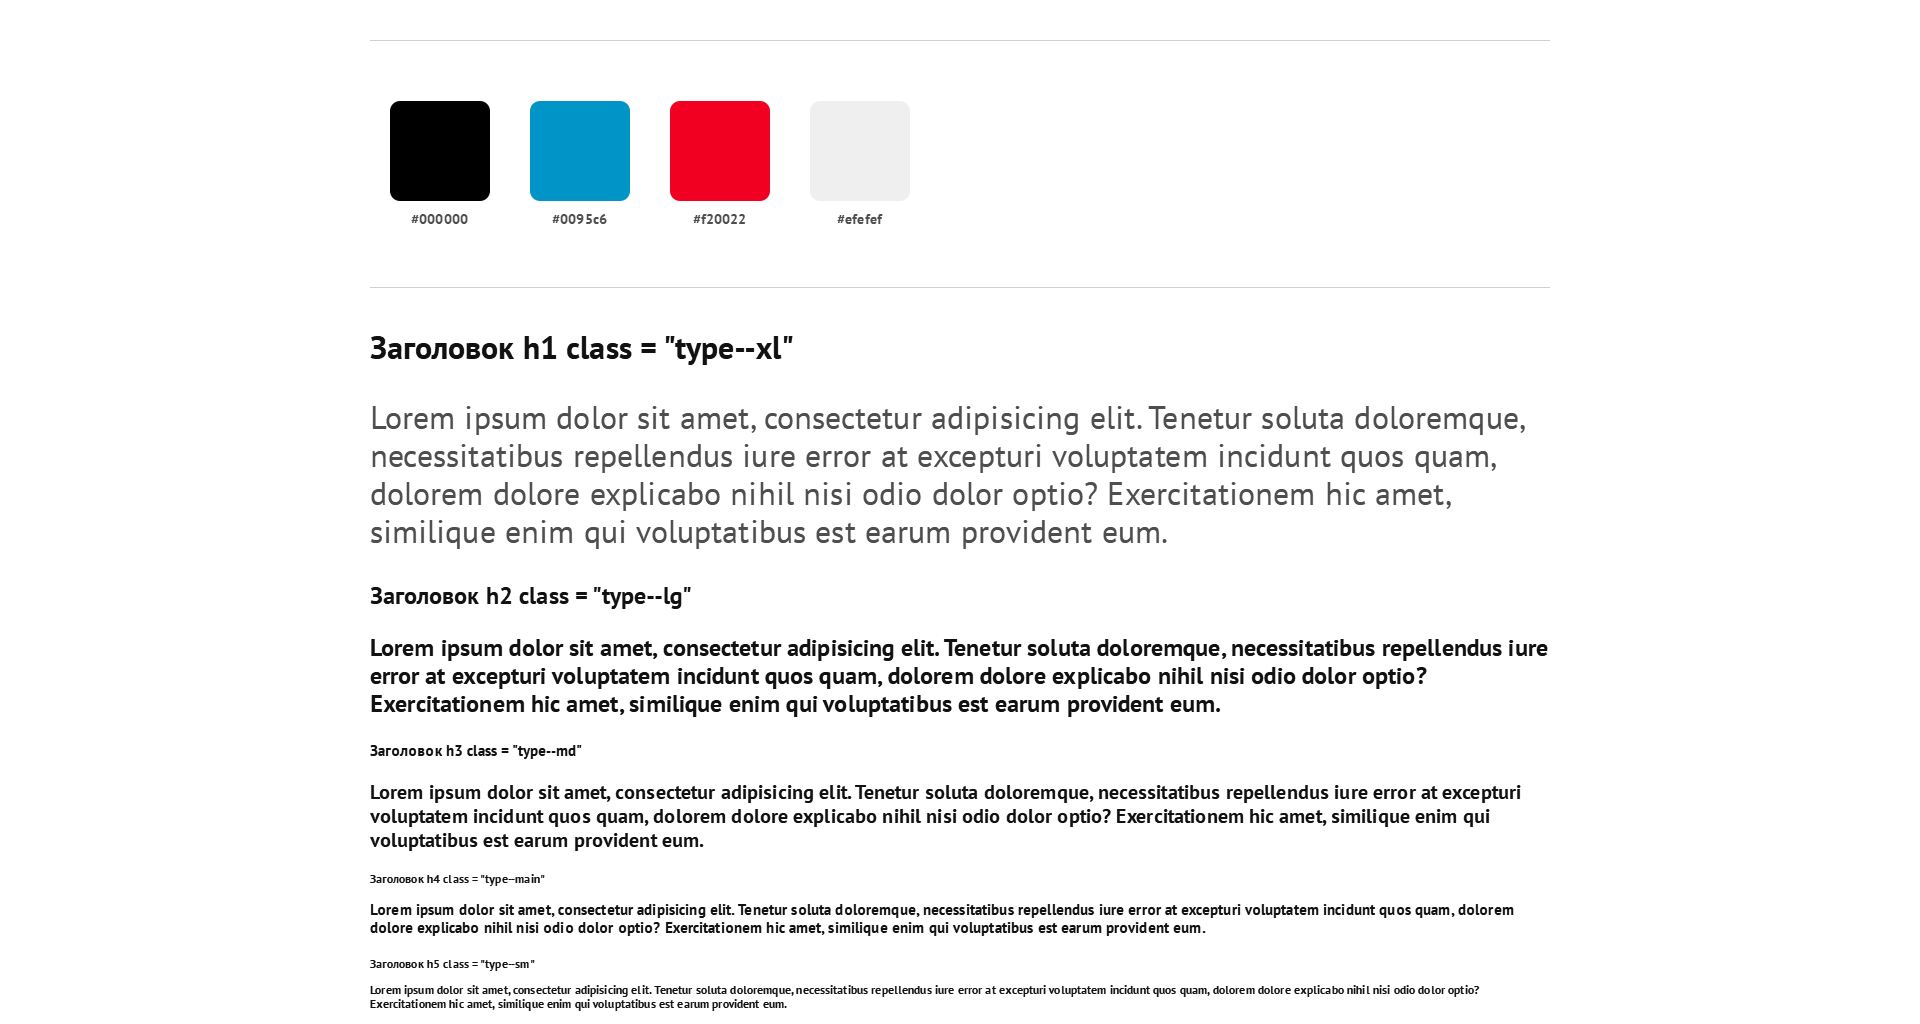 #000000
#0095c6
#f20022
#efefef
Заголовок h1 class = "type--xl"
Lorem ipsum dolor sit amet, consectetur adipisicing elit. Tenetur soluta doloremque,
necessitatibus repellendus iure error at excepturi voluptatem incidunt quos quam,
dolorem dolore explicabo nihil nisi odio dolor optio? Exercitationem hic amet,
similique enim qui voluptatibus est earum provident eum.
Заголовок h2 class = "type--lg"
Lorem ipsum dolor sit amet, consectetur adipisicing elit. Tenetur soluta doloremque, necessitatibus repellendus iure
error at excepturi voluptatem incidunt quos quam, dolorem dolore explicabo nihil nisi odio dolor optio?
Exercitationem hic amet, similique enim qui voluptatibus est earum provident eum.
Заголовок h3 class = "type--md"
Lorem ipsum dolor sit amet, consectetur adipisicing elit. Tenetur soluta doloremque, necessitatibus repellendus iure error at excepturi
voluptatem incidunt quos quam, dolorem dolore explicabo nihil nisi odio dolor optio? Exercitationem hic amet, similique enim qui
voluptatibus est earum provident eum.
Заголовок h4 class = "type--main"
Lorem ipsum dolor sit amet, consectetur adipisicing elit. Tenetur soluta doloremque, necessitatibus repellendus iure error at excepturi voluptatem incidunt quos quam, dolorem
dolore explicabo nihil nisi odio dolor optio? Exercitationem hic amet, similique enim qui voluptatibus est earum provident eum.
Заголовок h5 class = "type--sm"
Lorem ipsum dolor sit amet, consectetur adipisicing elit. Tenetur soluta doloremque, necessitatibus repellendus iure error at excepturi voluptatem incidunt quos quam, dolorem dolore explicabo nihil nisi odio dolor optio?
Exercitationem hic amet, similique enim qui voluptatibus est earum provident eum.